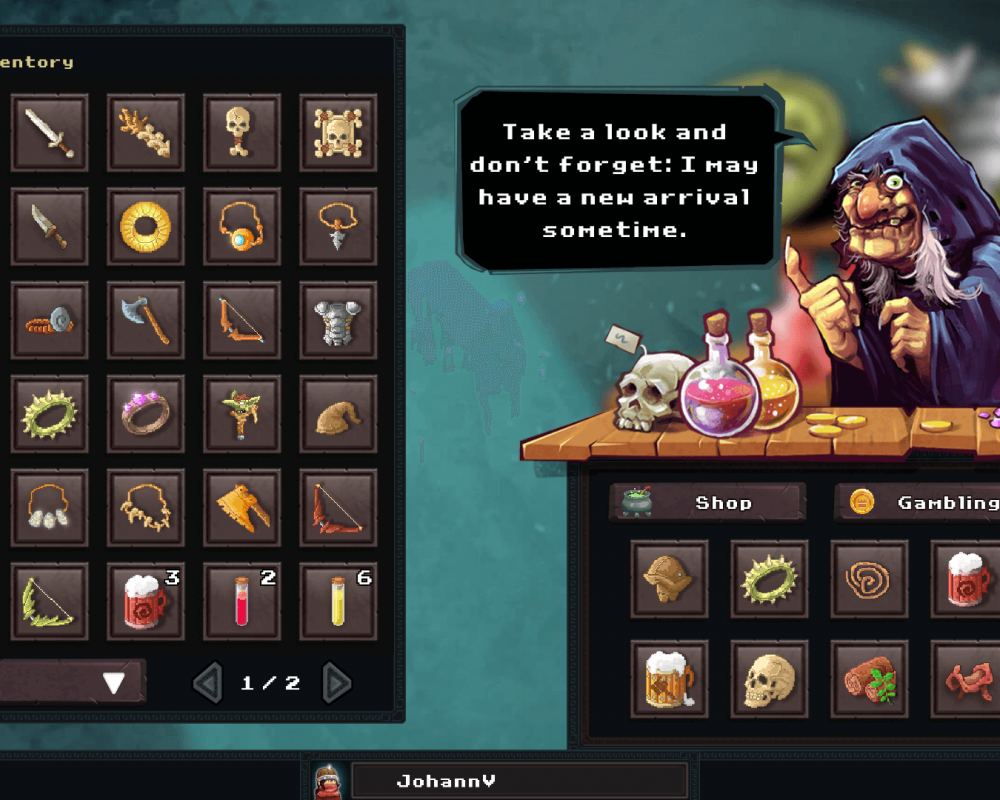 entory
Take a look and
don't forget: I may
have a new arrival
sometime.
3
2
6
1 / 2
Shop
Gambling
JohannV